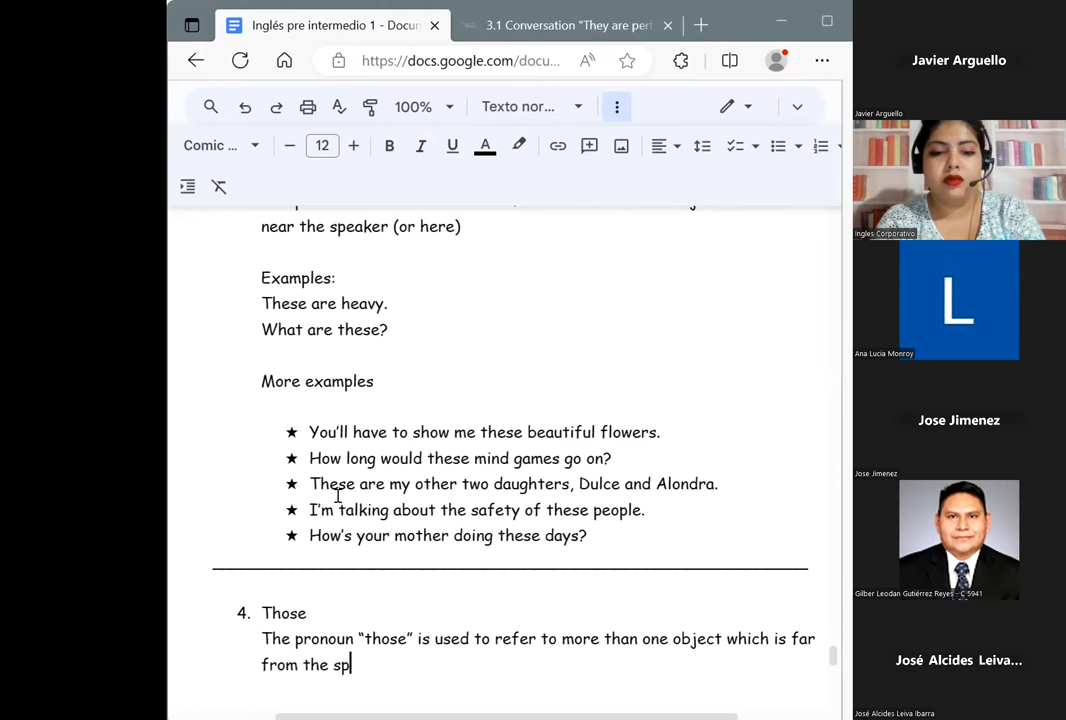 Inglés pre intermedio 1 - Docun
3.1 Conversation "They are per
https://docs.google.com/docu...
100%
Texto nor...
Comic ...
12
B I U A
near the speaker (or here)
Examples:
These are heavy.
What are these?
More examples
★ You'll have to show me these beautiful flowers.
★ How long would these mind games go on?
★ These are my other two daughters, Dulce and Alondra.
★ I'm talking about the safety of these people.
★ How's your mother doing these days?
4. Those
The pronoun “those” is used to refer to more than one object which is far
from the sp
Javier Arguello
Javier Arguello
Ingles Corporativo
L
Ana Lucia Monroy
Jose Jimenez
Jose Jimenez
Gilber Leodan Gutiérrez Reyes - C 5941
José Alcides Leiva...
José Alcides Leiva Ibarra